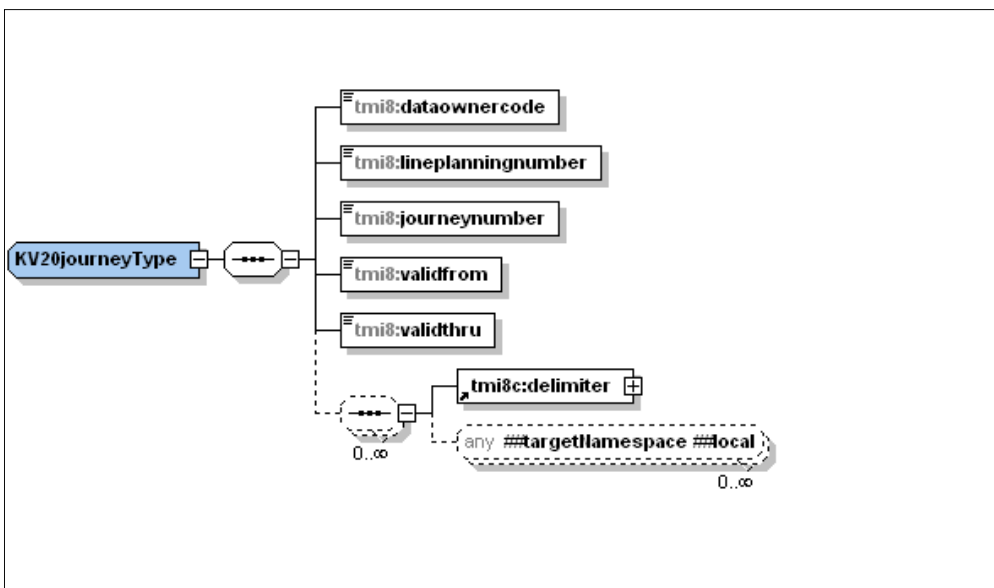 tmi8:dataownercode
tmi8:lineplanningnumber
tmi8:journeynumber
KV20journeyType
tmi8:validfrom
tmi8:validthru
tmi8c:delimiter
any ##targetNamespace ##local
0..∞
0..∞